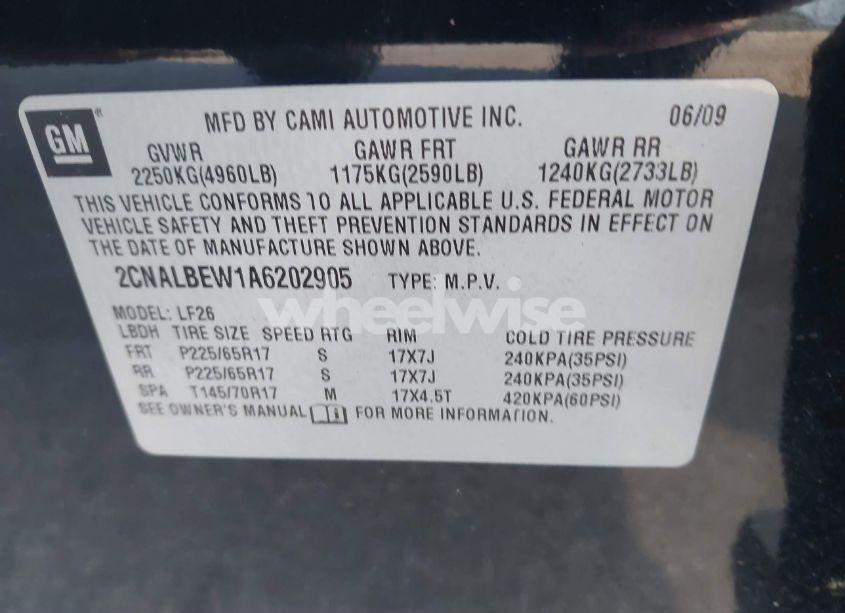 GM ®
MFD BY CAMI AUTOMOTIVE INC. 06/09
GVWR GAWR FRT GAWR RR
2250KG(4960LB) 1175KG(2590LB) 1240KG(2733LB)
THIS VEHICLE CONFORMS TO ALL APPLICABLE U.S. FEDERAL MOTOR
VEHICLE SAFETY AND THEFT PREVENTION STANDARDS IN EFFECT ON
THE DATE OF MANUFACTURE SHOWN ABOVE.
2CNALBEW1A6202905 TYPE: M.P.V.
wheelwise
MODEL: LF26
LBDH TIRE SIZE SPEED RTG RIM COLD TIRE PRESSURE
FRT P225/65R17 S 17X7J 240KPA(35PSI)
RR P225/65R17 S 17X7J 240KPA(35PSI)
SPA T145/70R17 M 17X4.5T 420KPA(60PSI)
SEE OWNER'S MANUAL FOR MORE INFORMATION.